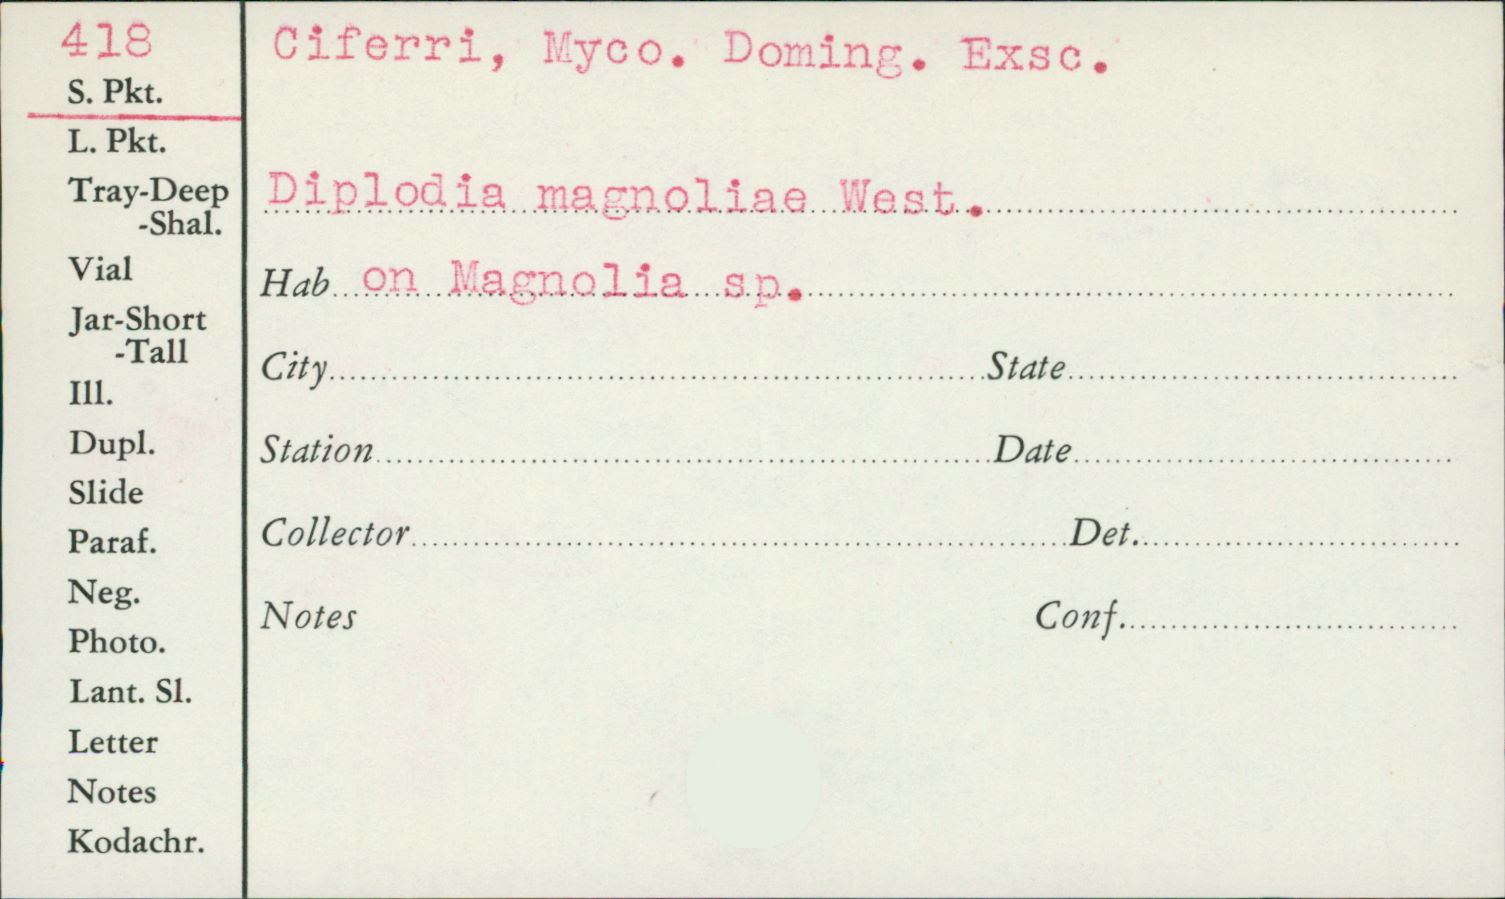 418
Ciferri, Myco. Doming. Exsc.
S. Pkt.
L. Pkt.
Tray-Deep
-Shal.
Vial
Jar-Short
-Tall
Ill.
Dupl.
Slide
Paraf.
Neg.
Photo.
Lant. Sl.
Letter
Notes
Kodachr.
Diplodia magnoliae West.
Hab on Magnolia sp.
City State
Station Date
Collector Det.
Notes Conf.